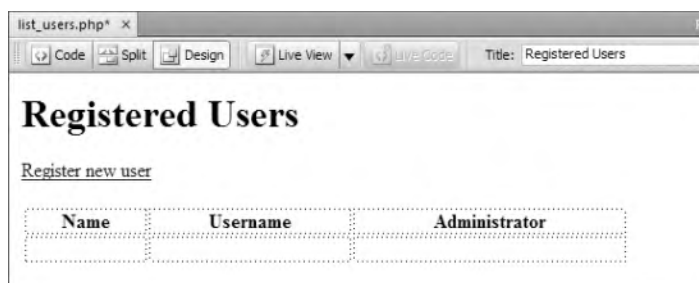 list_users.php*
Code Split Design Live View Live Code Title: Registered Users
Registered Users
Register new user
Name Username Administrator